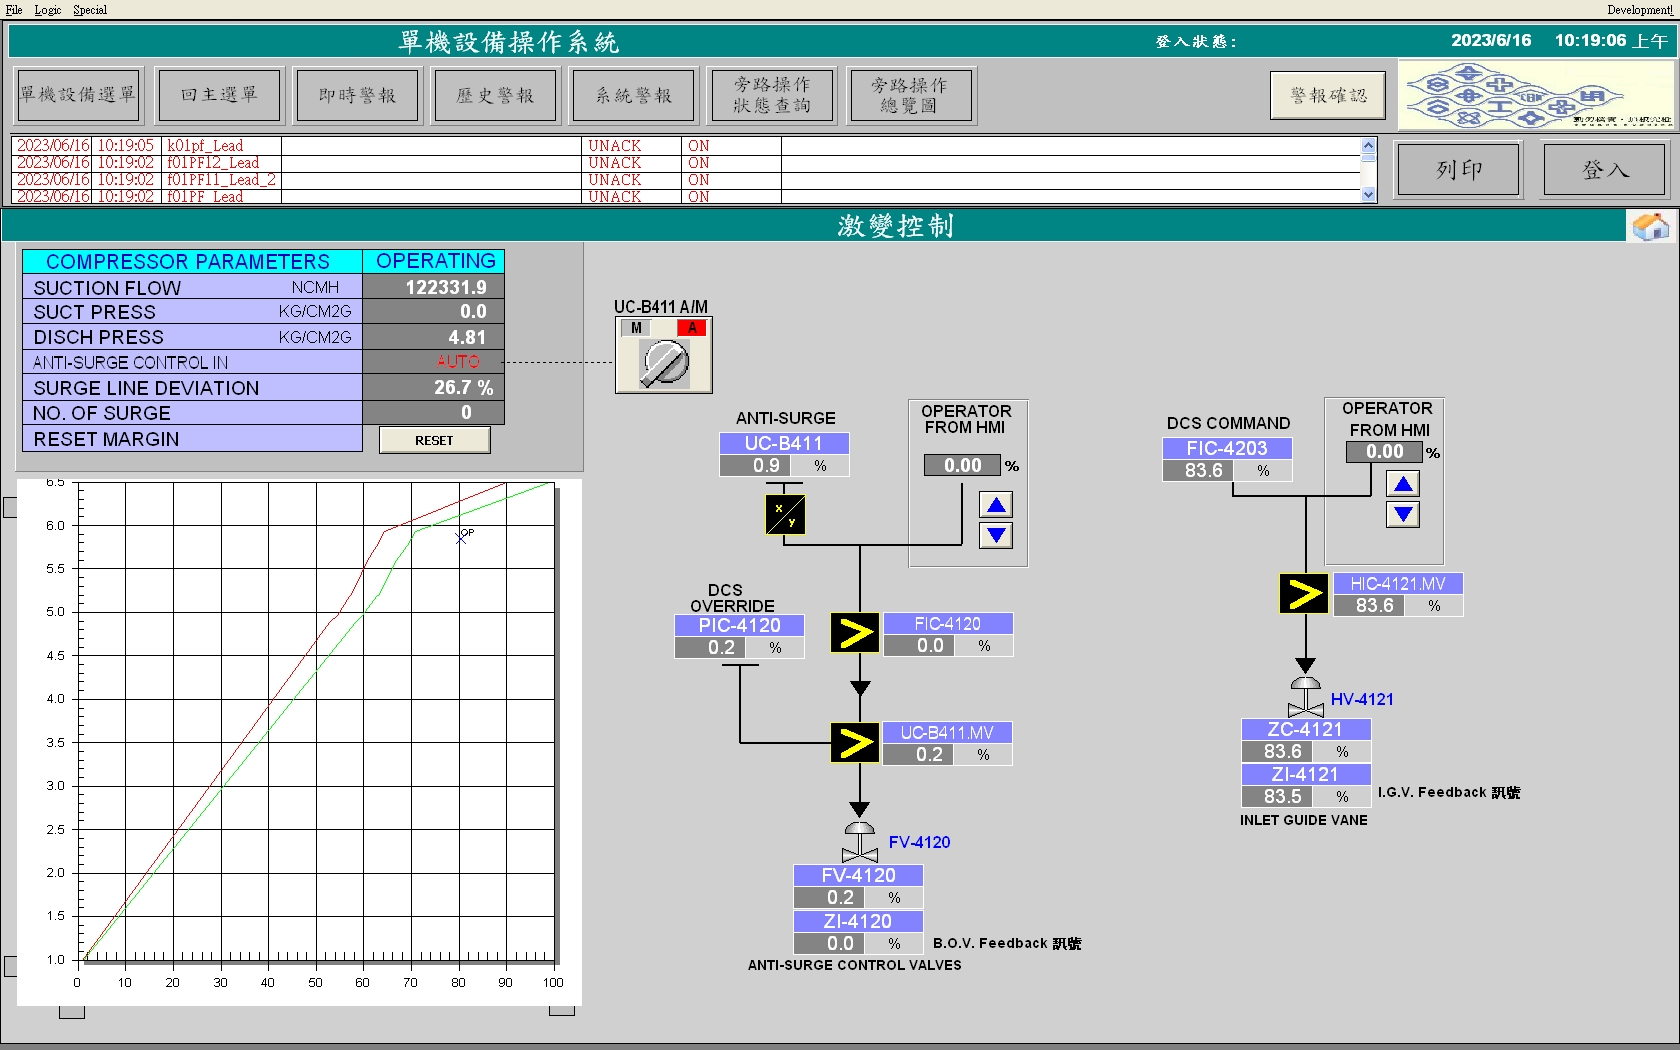 File Logic Special Development!
單機設備操作系統 登入狀態: 2023/6/16 10:19:06 上午
單機設備選單 回主選單 即時警報 歷史警報 系統警報 旁路操作狀態查詢 旁路操作總覽圖 警報確認
2023/06/16 10:19:05 k01pf_Lead UNACK ON
2023/06/16 10:19:02 f01PF12_Lead UNACK ON
2023/06/16 10:19:02 f01PF11_Lead_2 UNACK ON
2023/06/16 10:19:02 f01PF_Lead UNACK ON
列印 登入
激變控制
COMPRESSOR PARAMETERS OPERATING
SUCTION FLOW NCMH 122331.9
SUCT PRESS KG/CM2G 0.0
DISCH PRESS KG/CM2G 4.81
ANTI-SURGE CONTROL IN AUTO
SURGE LINE DEVIATION 26.7 %
NO. OF SURGE 0
RESET MARGIN RESET
UC-B411 A/M
M A
6.5
6.0
5.5
5.0
4.5
4.0
3.5
3.0
2.5
2.0
1.5
1.0
0 10 20 30 40 50 60 70 80 90 100
OP
ANTI-SURGE
UC-B411
0.9 %
x
y
OPERATOR
FROM HMI
0.00 %
DCS
OVERRIDE
PIC-4120
0.2 %
FIC-4120
0.0 %
UC-B411.MV
0.2 %
FV-4120
FV-4120
0.2 %
ZI-4120
0.0 % B.O.V. Feedback 訊號
ANTI-SURGE CONTROL VALVES
DCS COMMAND
FIC-4203
83.6 %
OPERATOR
FROM HMI
0.00 %
HIC-4121.MV
83.6 %
HV-4121
ZC-4121
83.6 %
ZI-4121
83.5 % I.G.V. Feedback 訊號
INLET GUIDE VANE